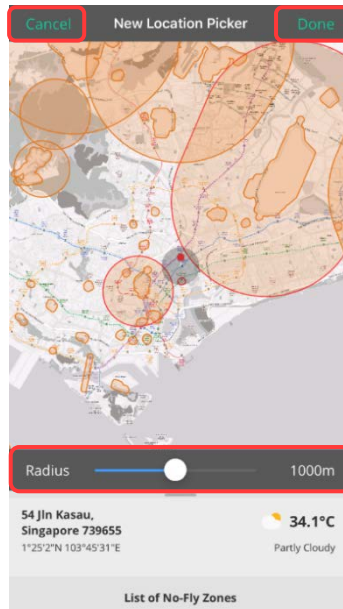 Cancel New Location Picker Done
Radius 1000m
54 Jln Kasau,
Singapore 739655
34.1°C
1°25'2"N 103°45'31"E
Partly Cloudy
List of No-Fly Zones